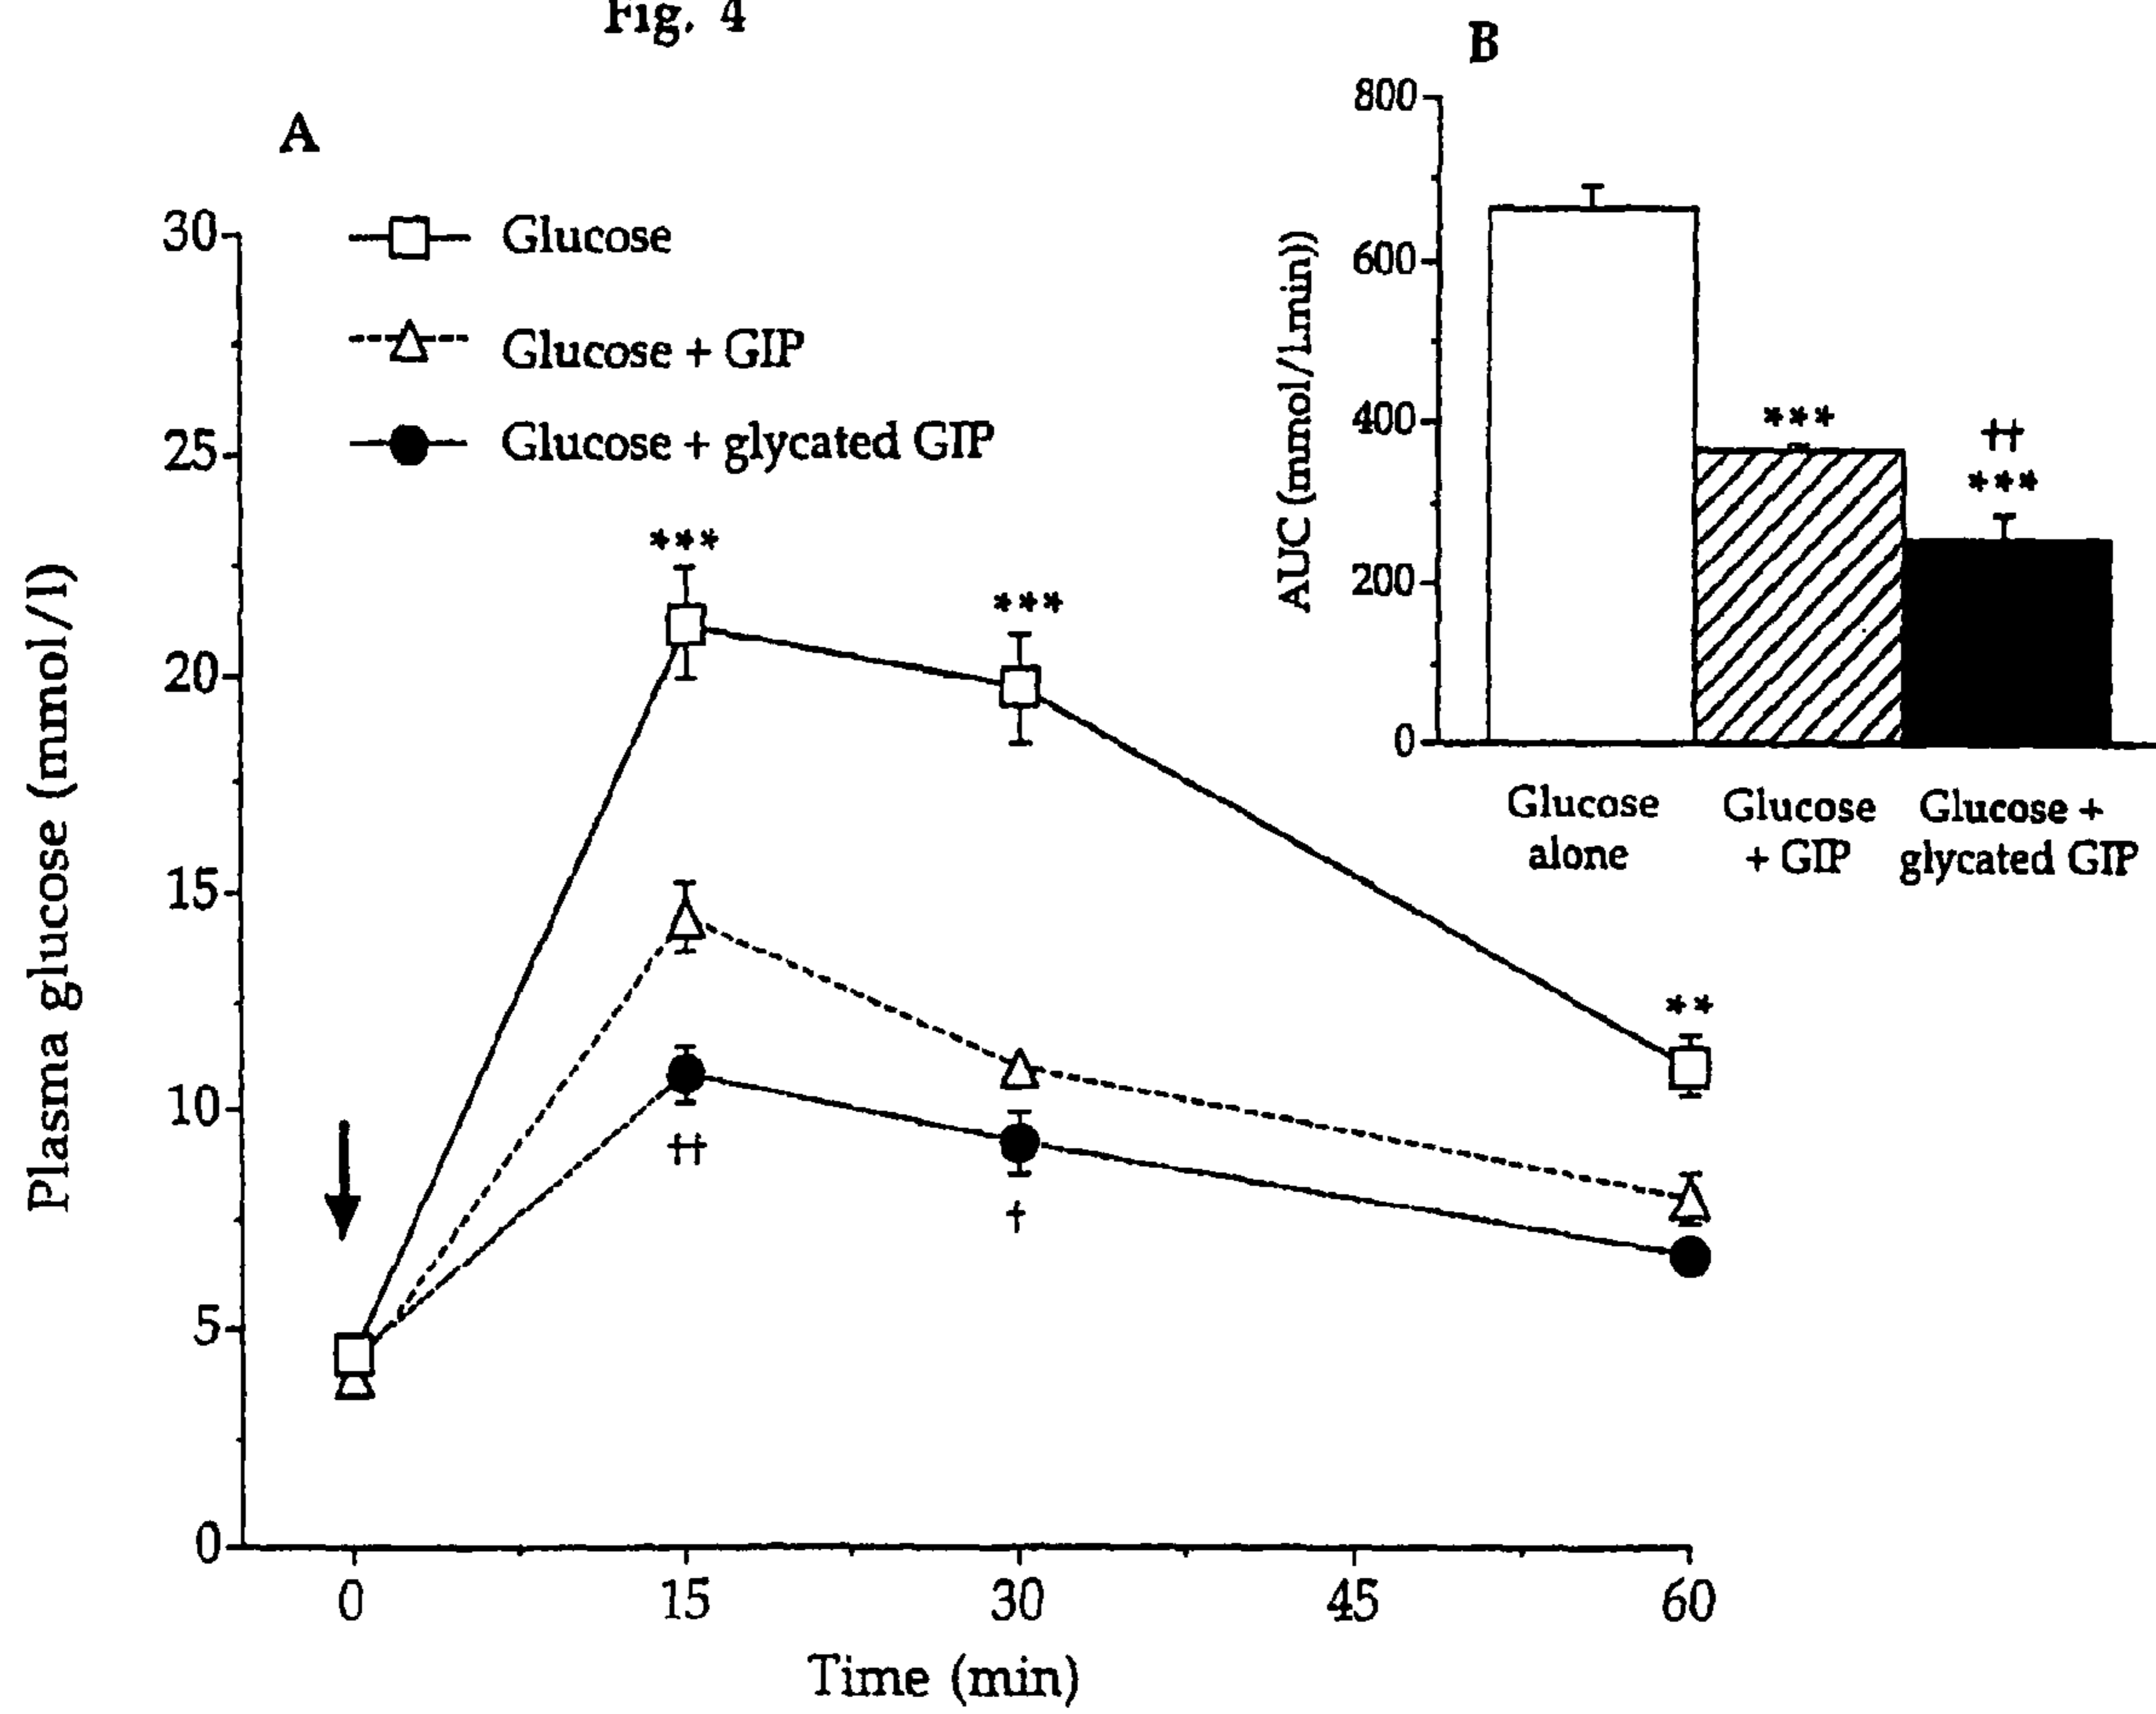 Fig. 4
A
Glucose
Glucose + GIP
Glucose + glycated GIP
Plasma glucose (mmol/l)
30
25
20
15
10
5
0
***
***
**
††
†
0 15 30 45 60
Time (min)
B
AUC (mmol/l.min))
800
600
400
200
0
***
††
***
Glucose alone
Glucose + GIP
Glucose + glycated GIP